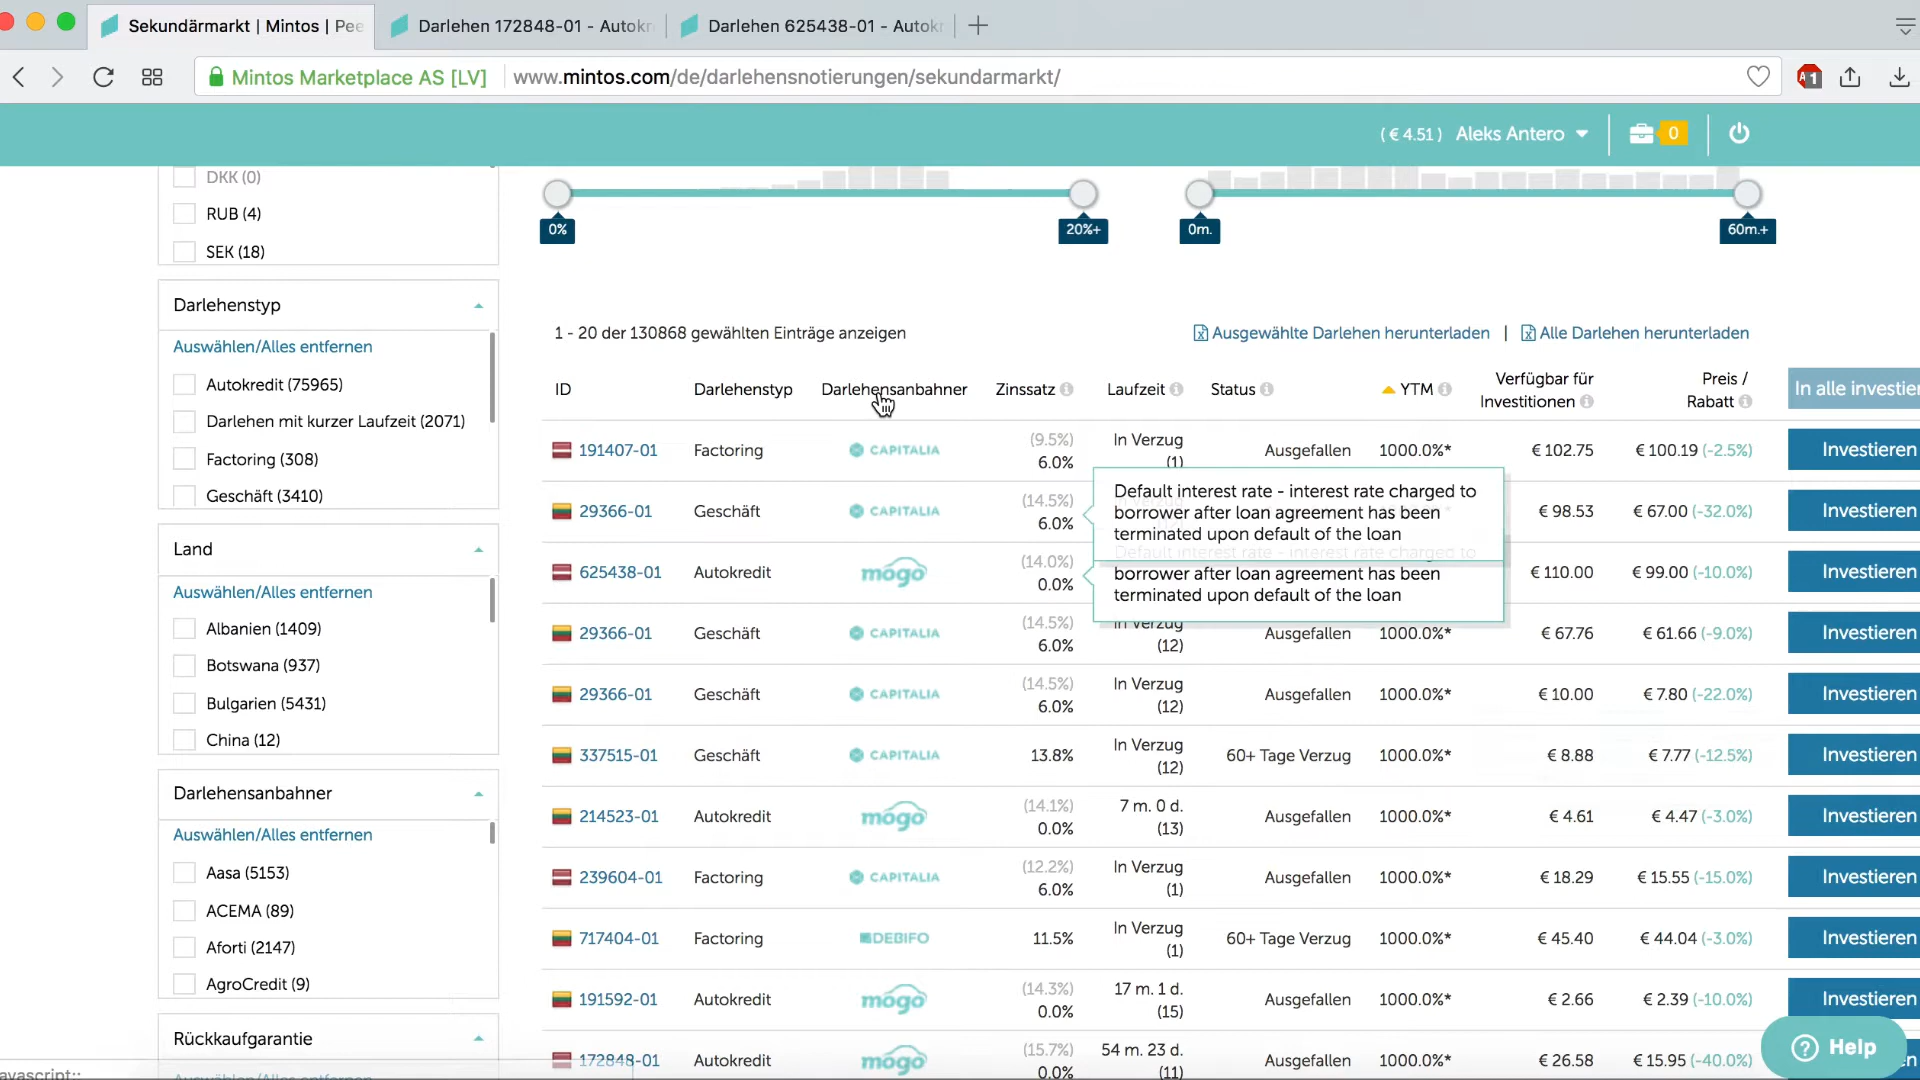 Sekundärmarkt | Mintos | Pee
Darlehen 172848-01 - Autokr
Darlehen 625438-01 - Autokr
Mintos Marketplace AS [LV] www.mintos.com/de/darlehensnotierungen/sekundarmarkt/
( € 4.51 ) Aleks Antero 0
DKK (0)
RUB (4)
SEK (18)
0% 20%+ 0m. 60m.+
Darlehenstyp
Auswählen/Alles entfernen
Autokredit (75965)
Darlehen mit kurzer Laufzeit (2071)
Factoring (308)
Geschäft (3410)
Land
Auswählen/Alles entfernen
Albanien (1409)
Botswana (937)
Bulgarien (5431)
China (12)
Darlehensanbahner
Auswählen/Alles entfernen
Aasa (5153)
ACEMA (89)
Aforti (2147)
AgroCredit (9)
Rückkaufgarantie
Auswählen/Alles entfernen
1 - 20 der 130868 gewählten Einträge anzeigen
Ausgewählte Darlehen herunterladen | Alle Darlehen herunterladen
ID Darlehenstyp Darlehensanbahner Zinssatz Laufzeit Status YTM Verfügbar für Investitionen Preis / Rabatt In alle investier
191407-01 Factoring CAPITALIA (9.5%) 6.0% In Verzug (1) Ausgefallen 1000.0%* € 102.75 € 100.19 (-2.5%) Investieren
29366-01 Geschäft CAPITALIA (14.5%) 6.0% € 98.53 € 67.00 (-32.0%) Investieren
Default interest rate - interest rate charged to
borrower after loan agreement has been
terminated upon default of the loan
625438-01 Autokredit mogo (14.0%) 0.0% € 110.00 € 99.00 (-10.0%) Investieren
Default interest rate - interest rate charged to
borrower after loan agreement has been
terminated upon default of the loan
29366-01 Geschäft CAPITALIA (14.5%) 6.0% In Verzug (12) Ausgefallen 1000.0%* € 67.76 € 61.66 (-9.0%) Investieren
29366-01 Geschäft CAPITALIA (14.5%) 6.0% In Verzug (12) Ausgefallen 1000.0%* € 10.00 € 7.80 (-22.0%) Investieren
337515-01 Geschäft CAPITALIA 13.8% In Verzug (12) 60+ Tage Verzug 1000.0%* € 8.88 € 7.77 (-12.5%) Investieren
214523-01 Autokredit mogo (14.1%) 0.0% 7 m. 0 d. (13) Ausgefallen 1000.0%* € 4.61 € 4.47 (-3.0%) Investieren
239604-01 Factoring CAPITALIA (12.2%) 6.0% In Verzug (1) Ausgefallen 1000.0%* € 18.29 € 15.55 (-15.0%) Investieren
717404-01 Factoring DEBIFO 11.5% In Verzug (1) 60+ Tage Verzug 1000.0%* € 45.40 € 44.04 (-3.0%) Investieren
191592-01 Autokredit mogo (14.3%) 0.0% 17 m. 1 d. (15) Ausgefallen 1000.0%* € 2.66 € 2.39 (-10.0%) Investieren
172848-01 Autokredit mogo (15.7%) 0.0% 54 m. 23 d. (11) Ausgefallen 1000.0%* € 26.58 € 15.95 (-40.0%) en
? Help
avascript:;